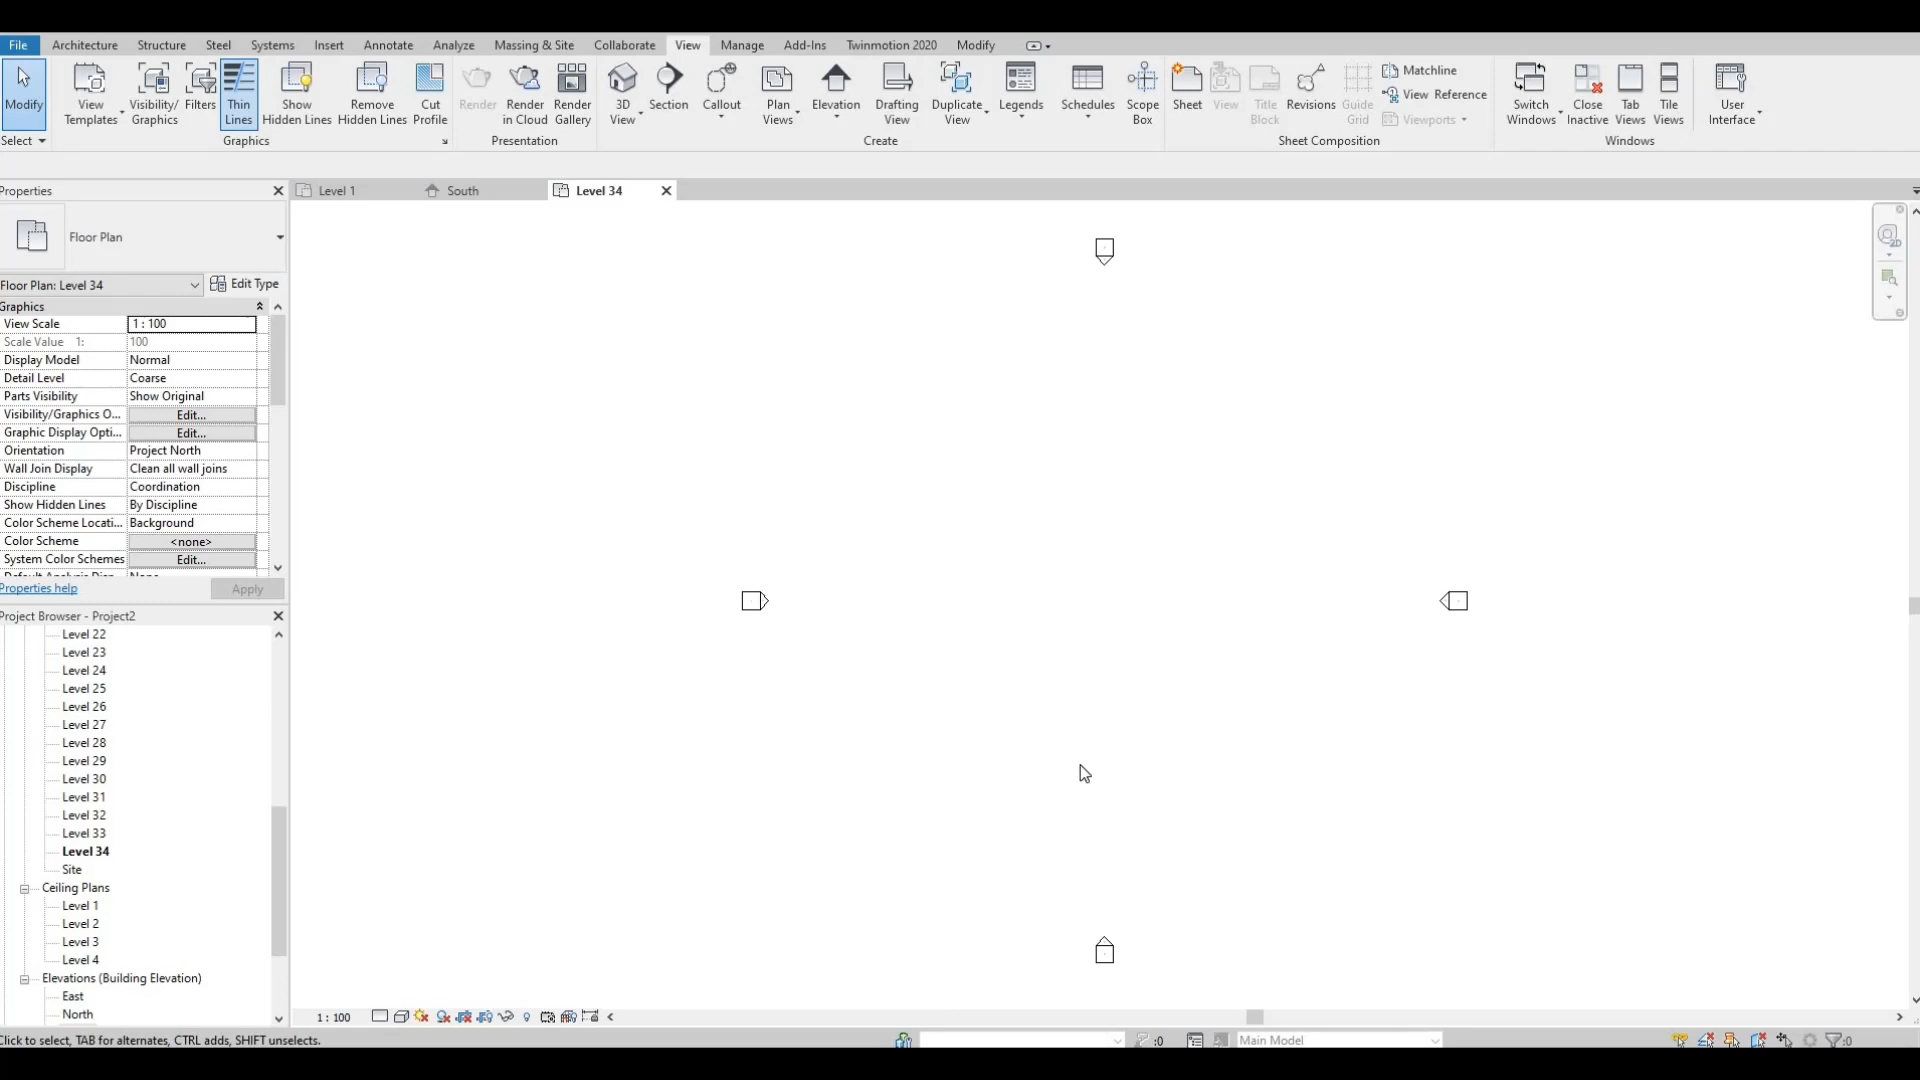 File Architecture Structure Steel Systems Insert Annotate Analyze Massing & Site Collaborate View Manage Add-Ins Twinmotion 2020 Modify
Modify
View Templates
Visibility/ Graphics
Filters
Thin Lines
Show Hidden Lines
Remove Hidden Lines
Cut Profile
Render
Render in Cloud
Render Gallery
3D View
Section
Callout
Plan Views
Elevation
Drafting View
Duplicate View
Legends
Schedules
Scope Box
Sheet
View
Title Block
Revisions
Guide Grid
Matchline
View Reference
Viewports
Switch Windows
Close Inactive
Tab Views
Tile Views
User Interface
Select Graphics Presentation Create Sheet Composition Windows
Properties
Level 1 South Level 34
Floor Plan
Floor Plan: Level 34 Edit Type
Graphics
View Scale 1 : 100
Scale Value 1: 100
Display Model Normal
Detail Level Coarse
Parts Visibility Show Original
Visibility/Graphics O... Edit...
Graphic Display Opti... Edit...
Orientation Project North
Wall Join Display Clean all wall joins
Discipline Coordination
Show Hidden Lines By Discipline
Color Scheme Locati... Background
Color Scheme <none>
System Color Schemes Edit...
Properties help Apply
Project Browser - Project2
Level 22
Level 23
Level 24
Level 25
Level 26
Level 27
Level 28
Level 29
Level 30
Level 31
Level 32
Level 33
Level 34
Site
Ceiling Plans
Level 1
Level 2
Level 3
Level 4
Elevations (Building Elevation)
East
North
1 : 100
Click to select, TAB for alternates, CTRL adds, SHIFT unselects. :0 Main Model :0